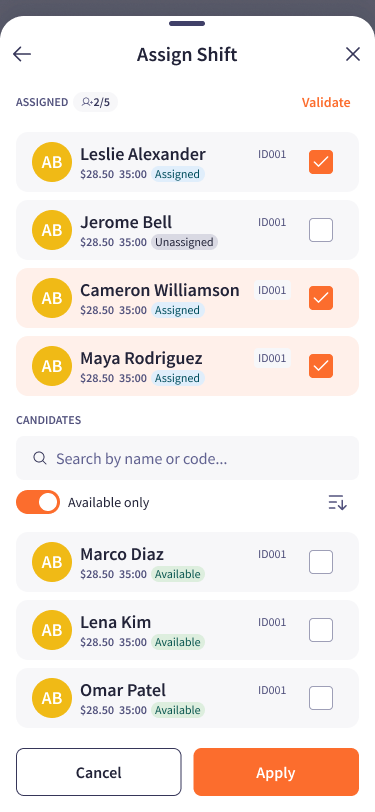 Assign Shift
ASSIGNED 2/5 Validate
AB Leslie Alexander ID001
$28.50 35:00 Assigned
AB Jerome Bell ID001
$28.50 35:00 Unassigned
AB Cameron Williamson ID001
$28.50 35:00 Assigned
AB Maya Rodriguez ID001
$28.50 35:00 Assigned
CANDIDATES
Search by name or code...
Available only
AB Marco Diaz ID001
$28.50 35:00 Available
AB Lena Kim ID001
$28.50 35:00 Available
AB Omar Patel ID001
$28.50 35:00 Available
Cancel Apply